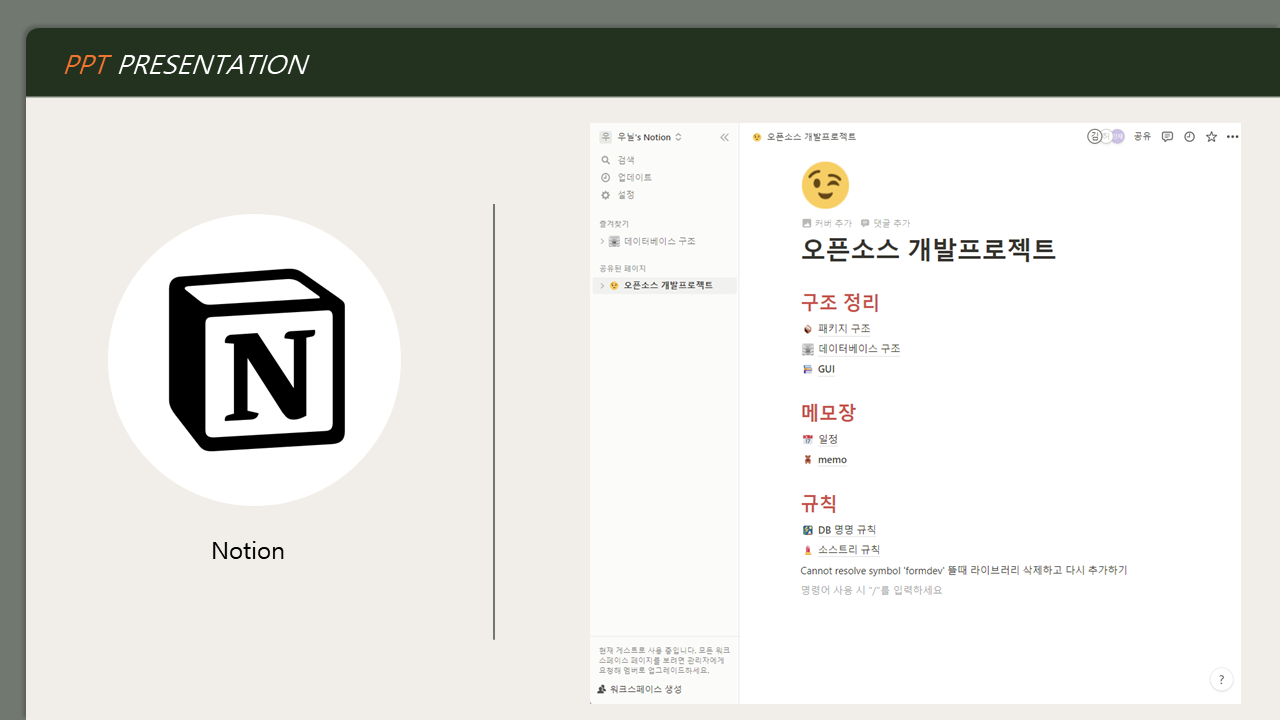 PPT PRESENTATION
N
Notion
우 우닐's Notion
검색
업데이트
설정
즐겨찾기
데이터베이스 구조
공유된 페이지
오픈소스 개발프로젝트
현재 게스트로 사용 중입니다. 모든 워크
스페이스 페이지를 보려면 관리자에게
요청해 멤버로 업그레이드하세요.
워크스페이스 생성
오픈소스 개발프로젝트
김
공유
커버 추가 댓글 추가
오픈소스 개발프로젝트
구조 정리
패키지 구조
데이터베이스 구조
GUI
메모장
일정
memo
규칙
DB 명명 규칙
소스트리 규칙
Cannot resolve symbol 'formdev' 뜰때 라이브러리 삭제하고 다시 추가하기
명령어 사용 시 "/"를 입력하세요
?